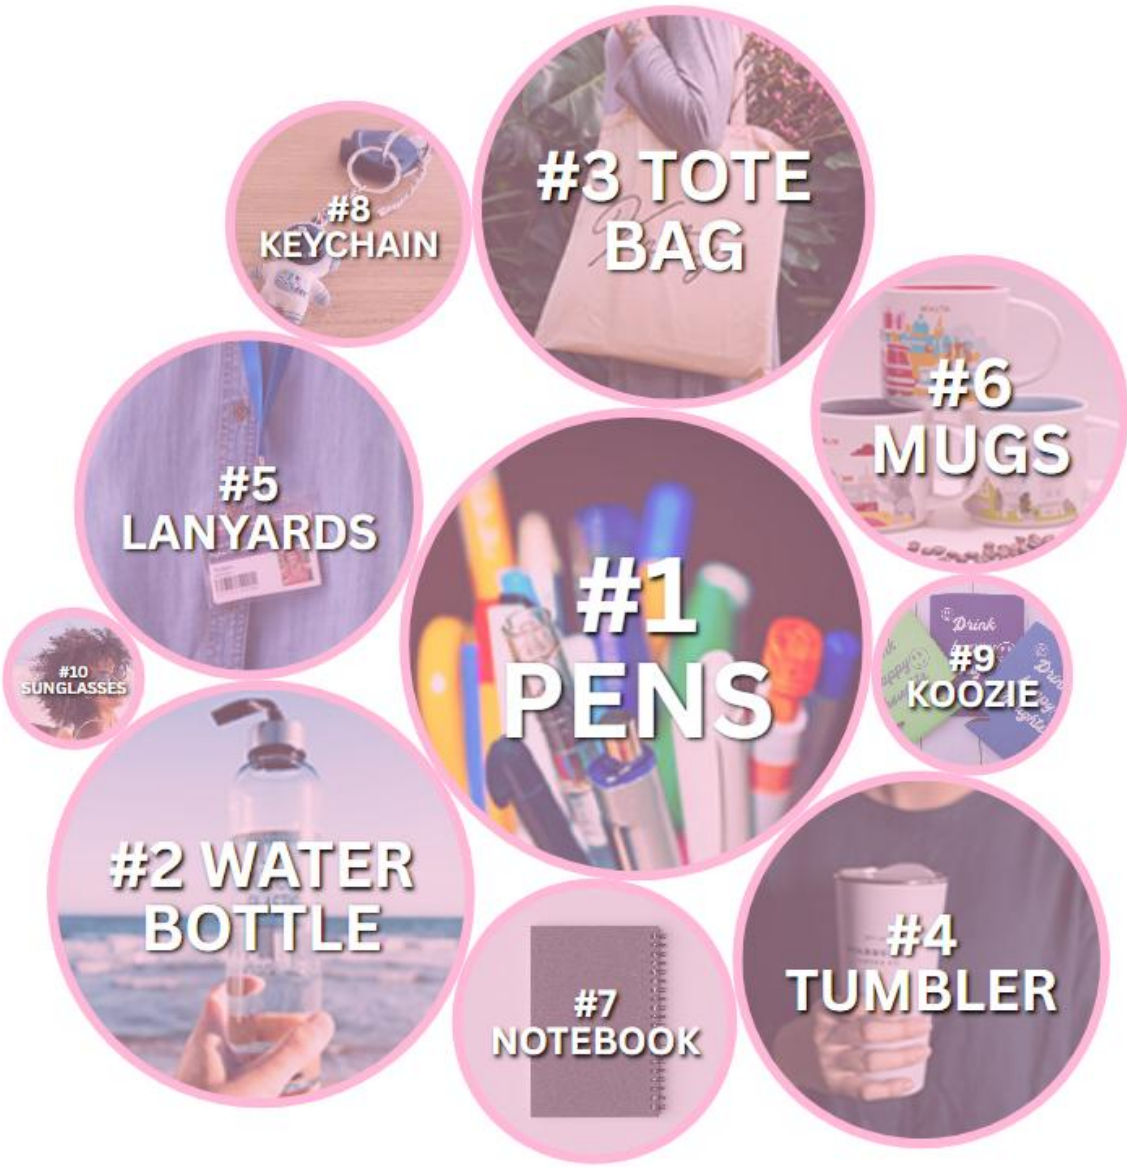 #3 TOTE
BAG
#8
KEYCHAIN
#6
MUGS
#5
LANYARDS
#1
PENS
Drink
#9
KOOZIE
#10
SUNGLASSES
#2 WATER
BOTTLE
#4
TUMBLER
#7
NOTEBOOK